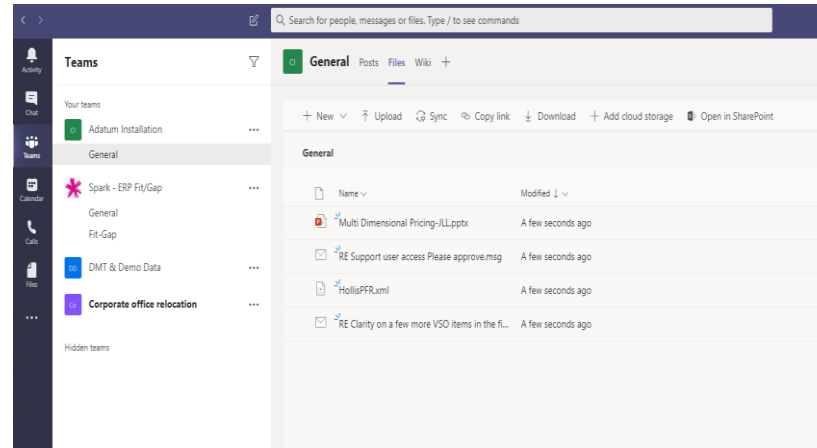 Search for people, messages or files. Type / to see commands
Activity
Chat
Teams
Calendar
Calls
Files
Teams
Your teams
O Adatum Installation
General
Spark - ERP Fit/Gap
General
Fit-Gap
DD DMT & Demo Data
Co Corporate office relocation
Hidden teams
O General Posts Files Wiki +
+ New Upload Sync Copy link Download + Add cloud storage Open in SharePoint
General
Name Modified ↓
Multi Dimensional Pricing-JLL.pptx A few seconds ago
RE Support user access Please approve.msg A few seconds ago
HollisPFR.xml A few seconds ago
RE Clarity on a few more VSO items in the fi... A few seconds ago